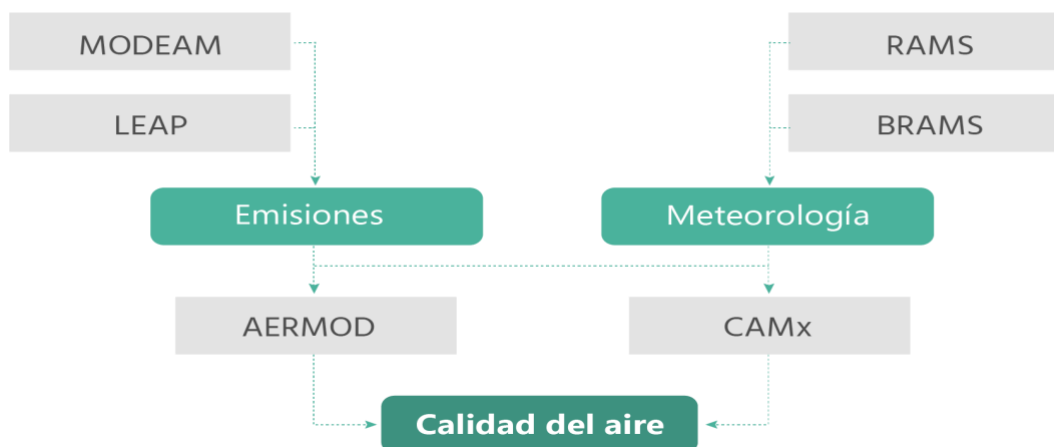 MODEAM
RAMS
LEAP
BRAMS
Emisiones
Meteorología
AERMOD
CAMx
Calidad del aire